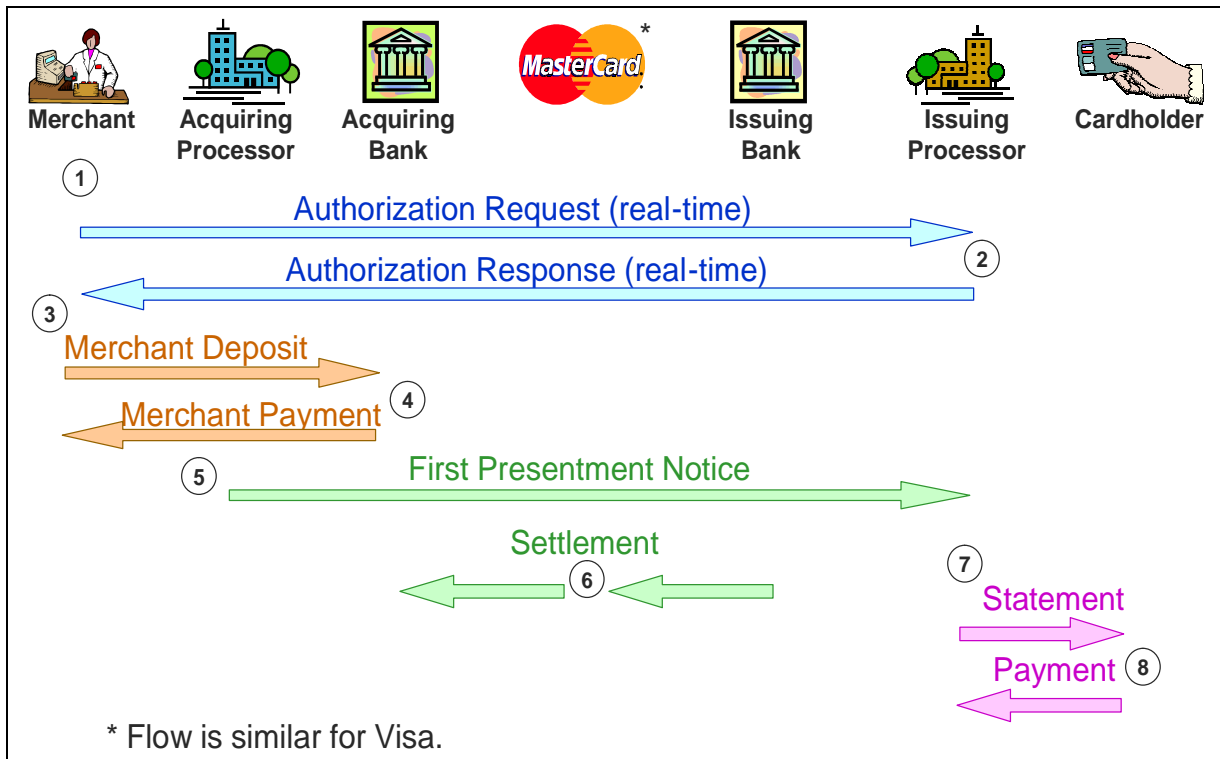 *
MasterCard.
Merchant
Acquiring
Processor
Acquiring
Bank
Issuing
Bank
Issuing
Processor
Cardholder
1
Authorization Request (real-time)
2
Authorization Response (real-time)
3
Merchant Deposit
4
Merchant Payment
5
First Presentment Notice
Settlement
6
7
Statement
Payment
8
* Flow is similar for Visa.